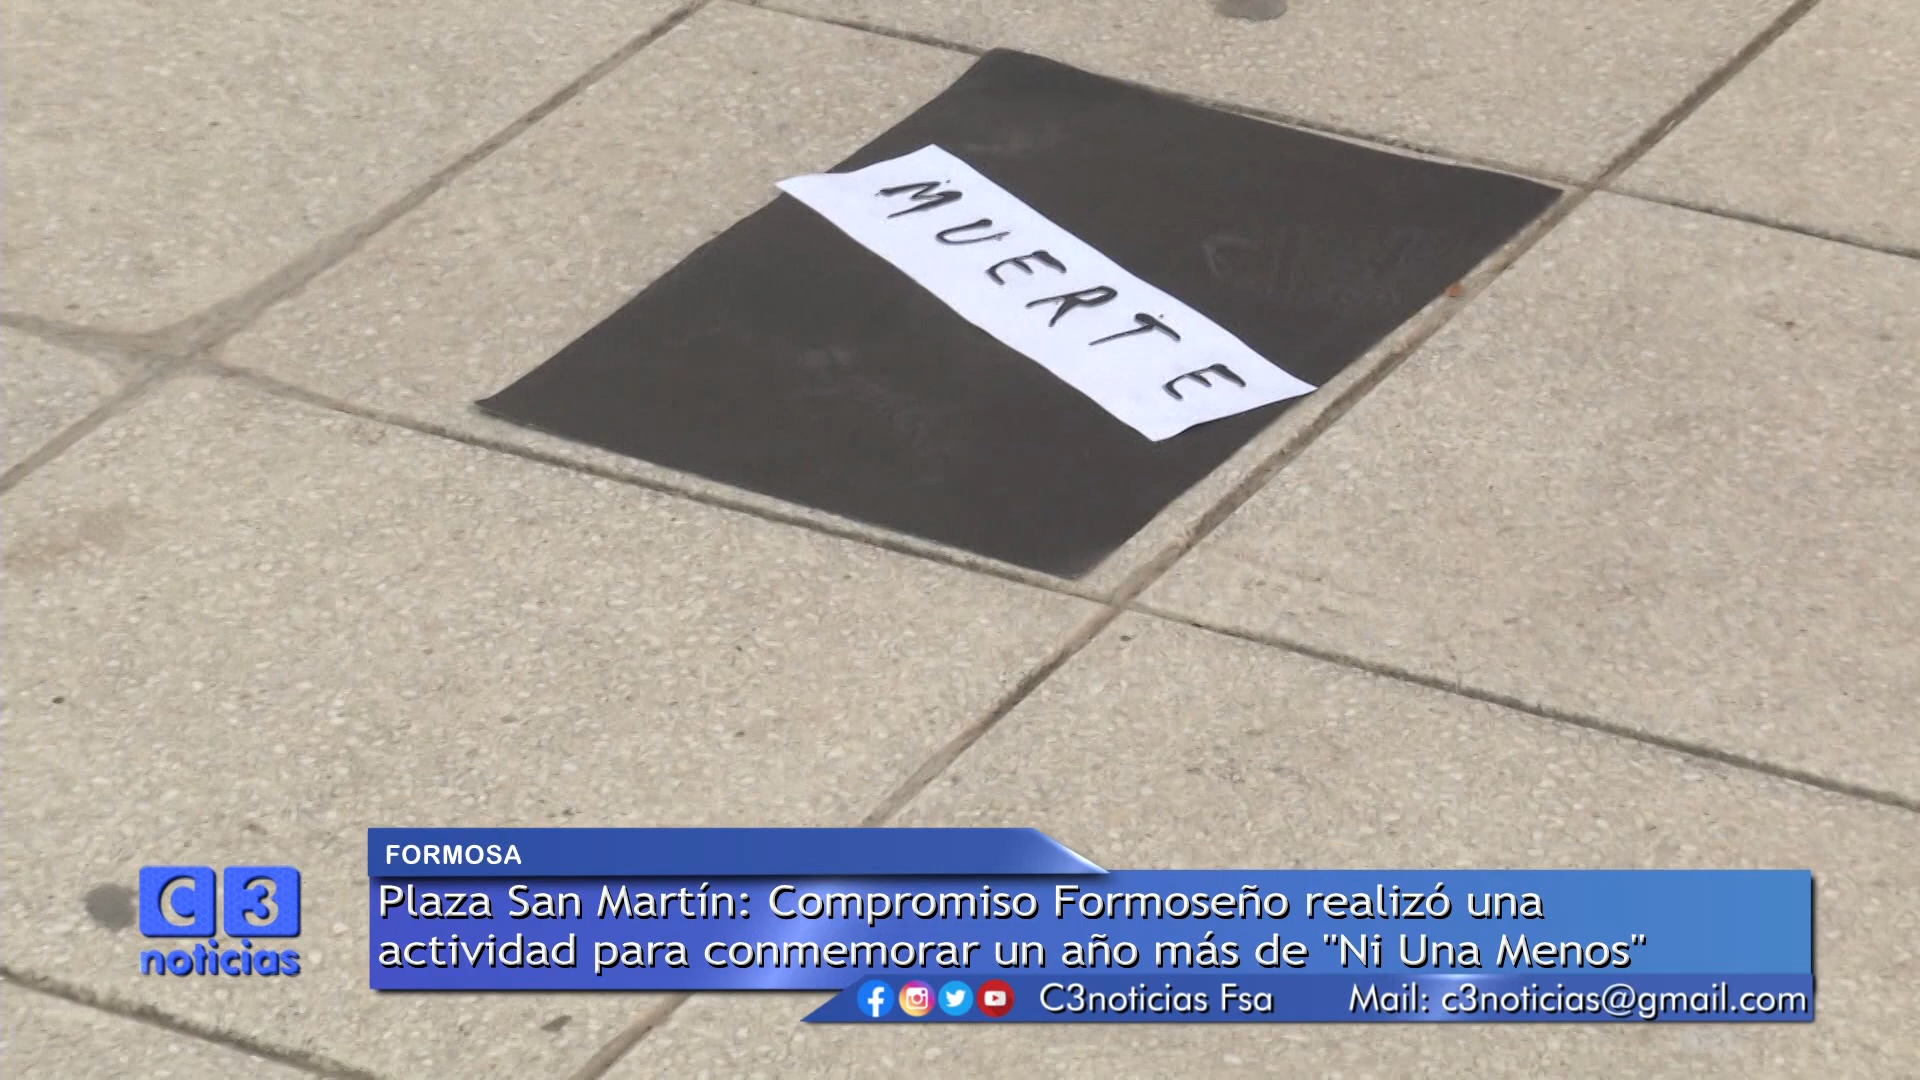 MUERTE
FORMOSA
Plaza San Martín: Compromiso Formoseño realizó una
actividad para conmemorar un año más de "Ni Una Menos"
C3
noticias
C3noticias Fsa Mail: c3noticias@gmail.com